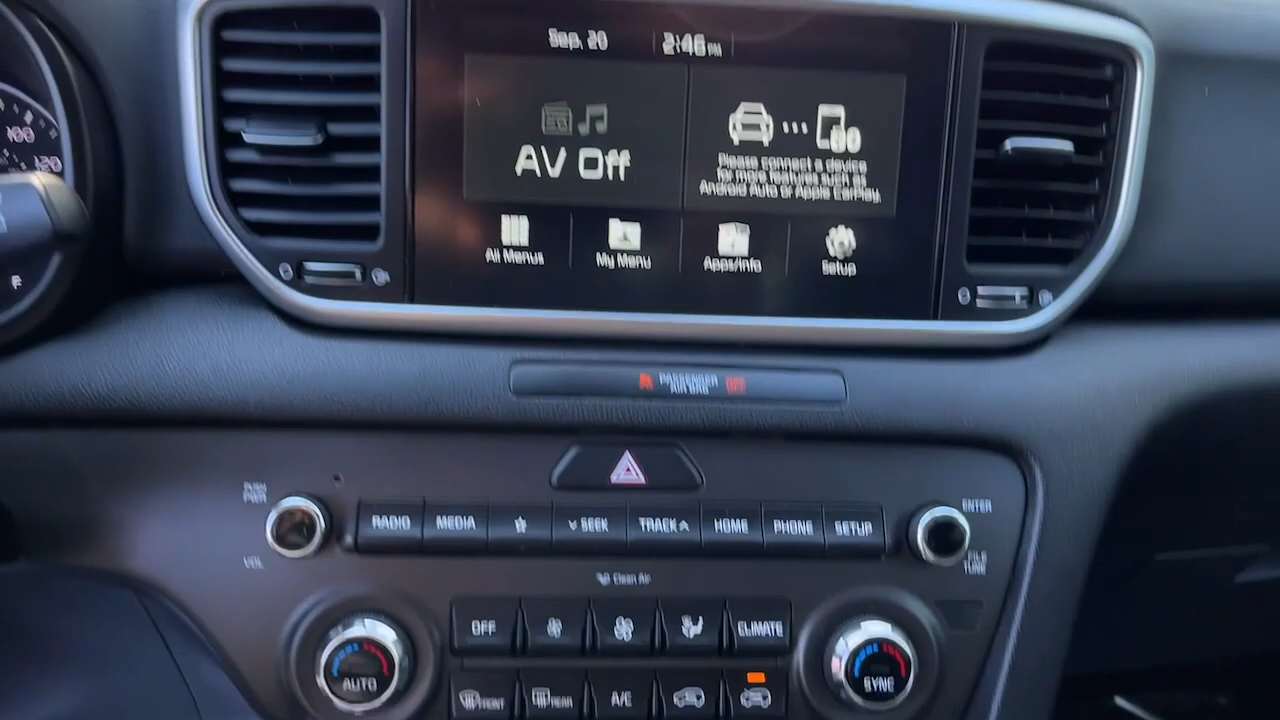 Sep. 20
2:46 PM
100
120
AV Off
Please connect a device
for more features such as
Android Auto or Apple CarPlay.
All Menus
My Menu
Apps/Info
Setup
F
PASSENGER
AIR BAG
OFF
PUSH
PWR
VOL
RADIO
MEDIA
SEEK
TRACK
HOME
PHONE
SETUP
ENTER
FILE
TUNE
Clean Air
OFF
CLIMATE
AUTO
SYNC
FRONT
REAR
A/C